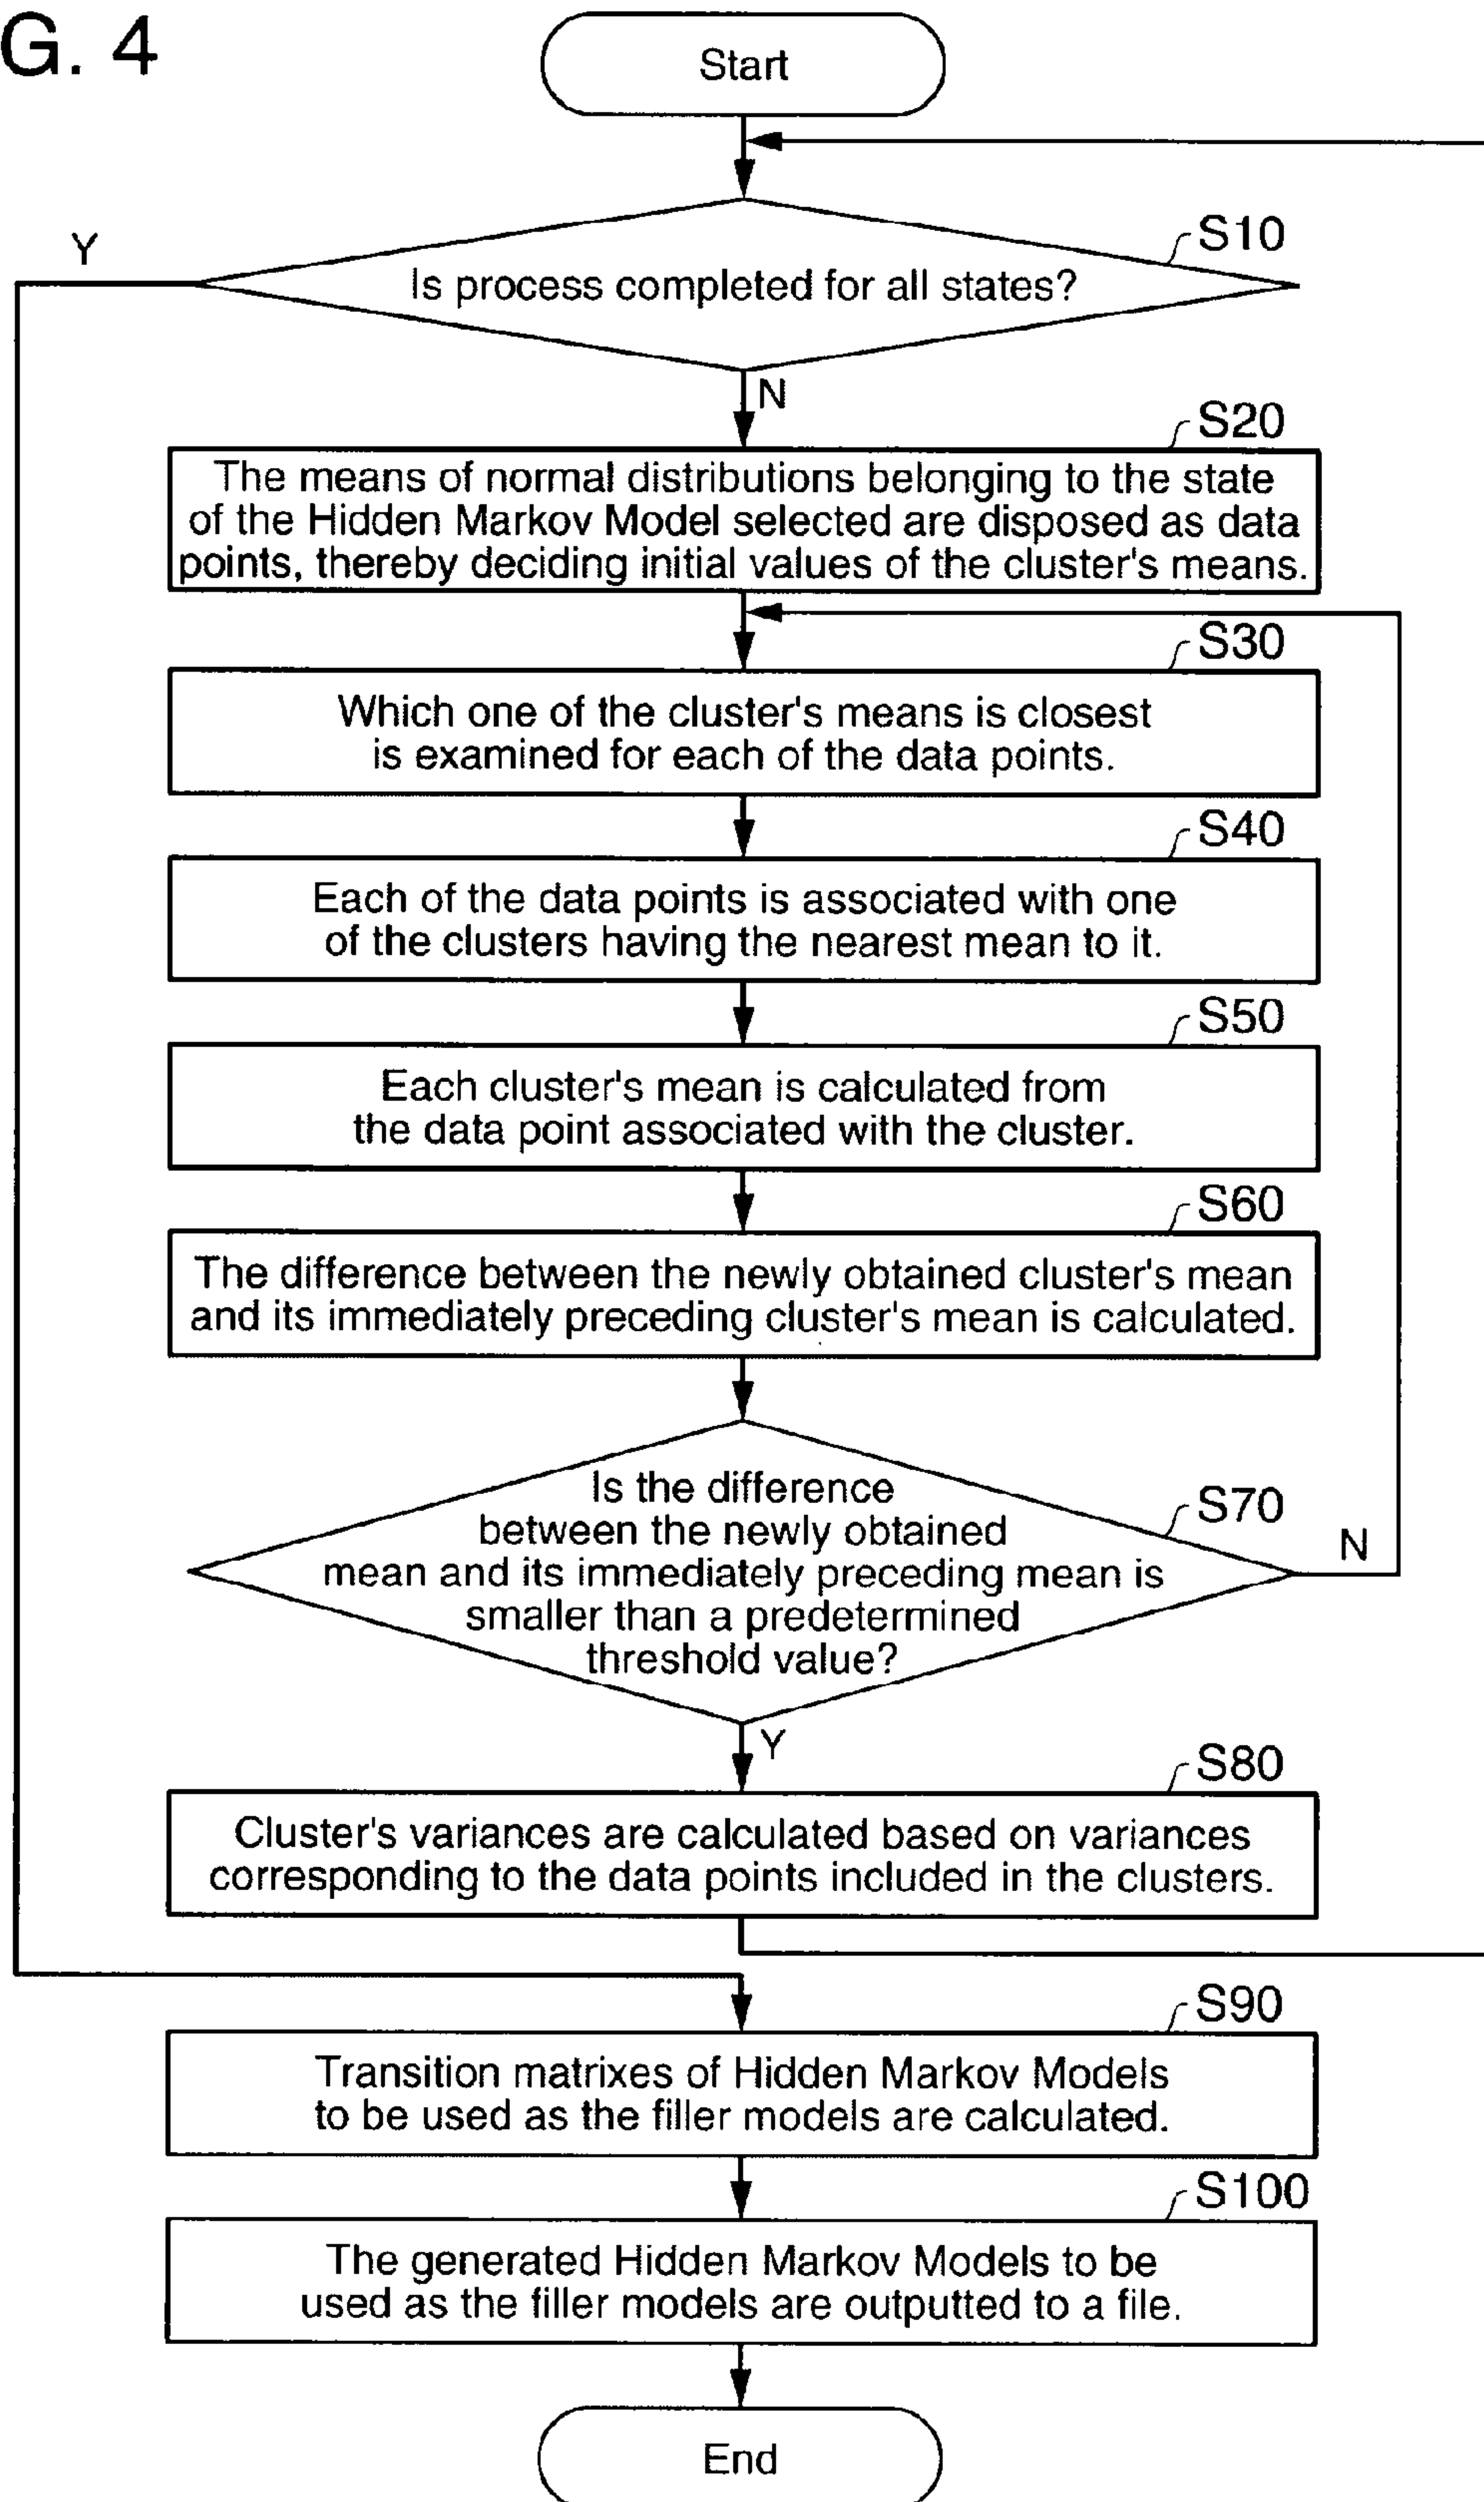 G. 4
Start
Y
S10
Is process completed for all states?
N
S20
The means of normal distributions belonging to the state
of the Hidden Markov Model selected are disposed as data
points, thereby deciding initial values of the cluster's means.
S30
Which one of the cluster's means is closest
is examined for each of the data points.
S40
Each of the data points is associated with one
of the clusters having the nearest mean to it.
S50
Each cluster's mean is calculated from
the data point associated with the cluster.
S60
The difference between the newly obtained cluster's mean
and its immediately preceding cluster's mean is calculated.
S70
Is the difference
between the newly obtained
mean and its immediately preceding mean is
smaller than a predetermined
threshold value?
N
Y
S80
Cluster's variances are calculated based on variances
corresponding to the data points included in the clusters.
S90
Transition matrixes of Hidden Markov Models
to be used as the filler models are calculated.
S100
The generated Hidden Markov Models to be
used as the filler models are outputted to a file.
End